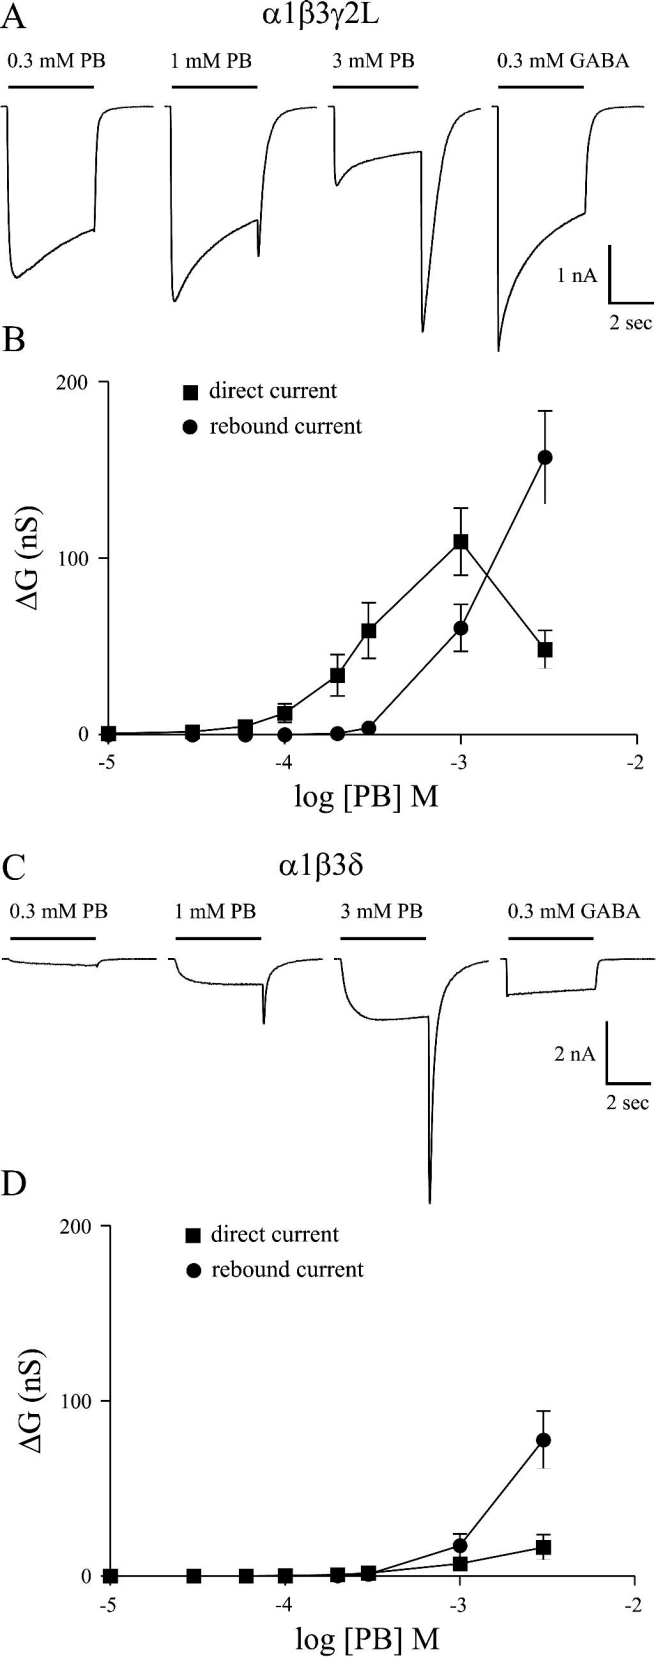 A
α1β3γ2L
0.3 mM PB 1 mM PB 3 mM PB 0.3 mM GABA
1 nA
2 sec
B
200
direct current
rebound current
100
ΔG (nS)
0
-5 -4 -3 -2
log [PB] M
C
α1β3δ
0.3 mM PB 1 mM PB 3 mM PB 0.3 mM GABA
2 nA
2 sec
D
200
direct current
rebound current
100
ΔG (nS)
0
-5 -4 -3 -2
log [PB] M